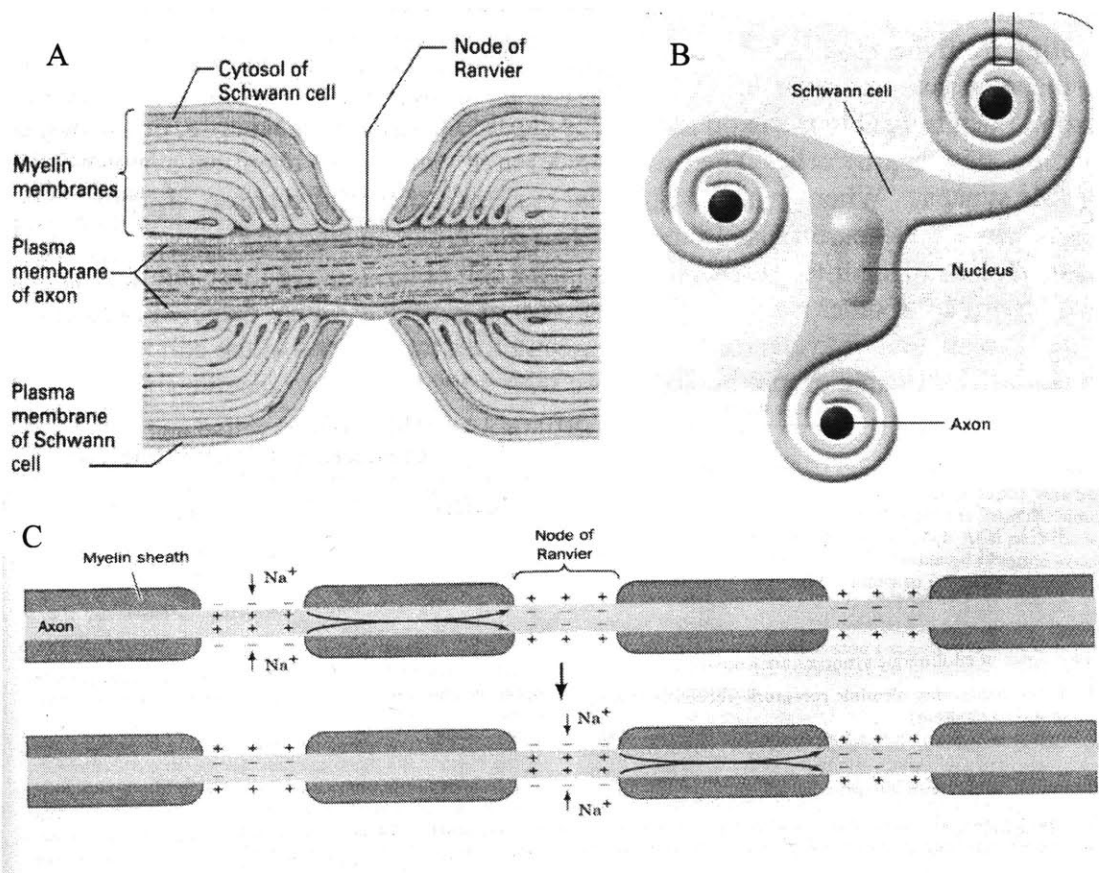 A
Cytosol of
Schwann cell
Node of
Ranvier
Myelin
membranes
Plasma
membrane
of axon
Plasma
membrane
of Schwann
cell
B
Schwann cell
Nucleus
Axon
C
Myelin sheath
Axon
Na+
Na+
Node of
Ranvier
- - -
+ + +
+ + +
- - -
+ + +
- - -
- - -
+ + +
+ + +
- - -
- - -
+ + +
Na+
Na+
+ + +
- - -
- - -
+ + +
- - -
+ + +
+ + +
- - -
+ + +
- - -
- - -
+ + +